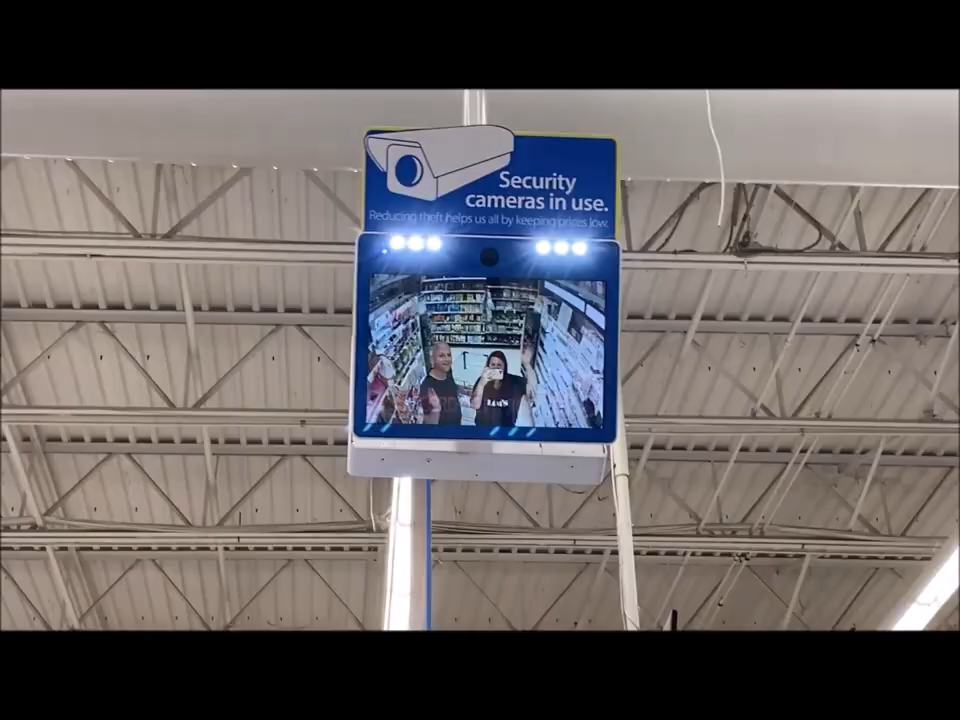 Security
cameras in use.
Reducing theft helps us all by keeping prices low.